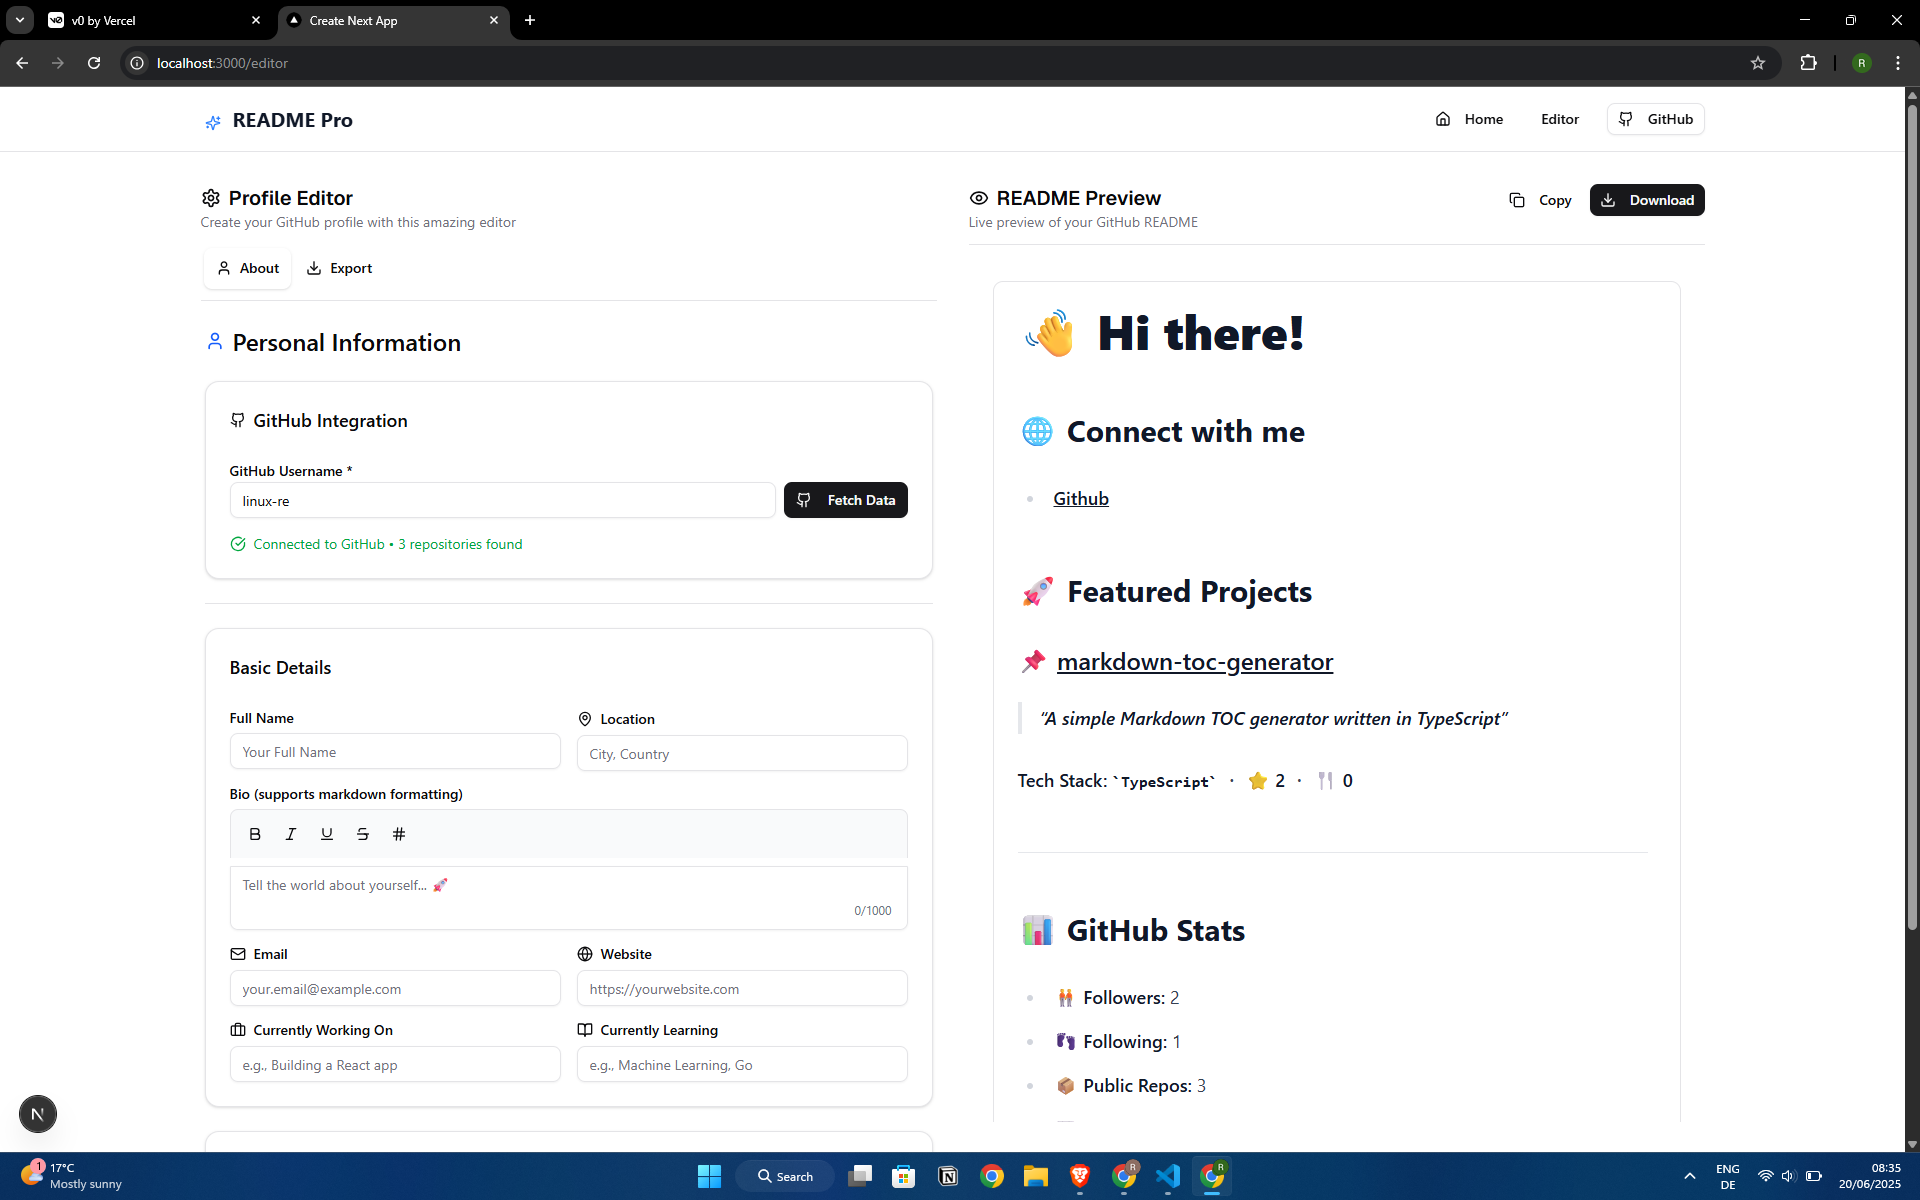 v0 by Vercel
Create Next App
localhost:3000/editor
R
README Pro
Home
Editor
GitHub
Profile Editor
Create your GitHub profile with this amazing editor
About
Export
Personal Information
GitHub Integration
GitHub Username *
linux-re
Fetch Data
Connected to GitHub • 3 repositories found
Basic Details
Full Name
Location
Your Full Name
City, Country
Bio (supports markdown formatting)
B I U S #
Tell the world about yourself... 🚀
0/1000
Email
Website
your.email@example.com
https://yourwebsite.com
Currently Working On
Currently Learning
e.g., Building a React app
e.g., Machine Learning, Go
README Preview
Copy
Download
Live preview of your GitHub README
👋 Hi there!
🌐 Connect with me
• Github
🚀 Featured Projects
📌 markdown-toc-generator
“A simple Markdown TOC generator written in TypeScript”
Tech Stack: `TypeScript` · ⭐ 2 · 🍴 0
📊 GitHub Stats
• 👭 Followers: 2
• 👣 Following: 1
• 📦 Public Repos: 3
N
1
17°C
Mostly sunny
Search
R
R
ENG
DE
08:35
20/06/2025